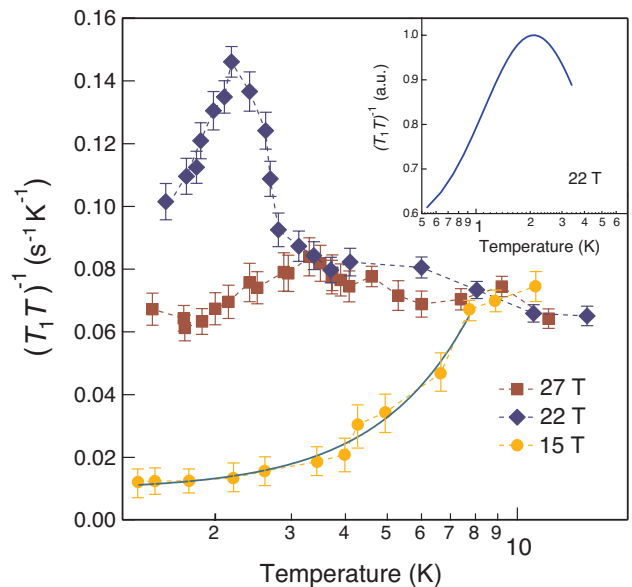 0.16
0.14
0.12
0.10
0.08
0.06
0.04
0.02
0.00
(T₁T)⁻¹ (s⁻¹K⁻¹)
2 3 4 5 6 7 8 9 10
Temperature (K)
27 T
22 T
15 T
1.0
0.9
0.8
0.7
0.6
(T₁T)⁻¹ (a.u.)
22 T
5 6 7 8 9 1 2 3 4 5 6
Temperature (K)